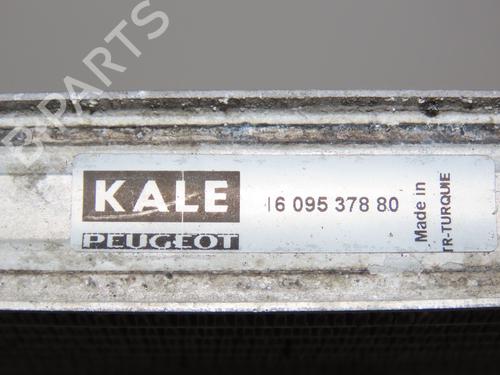 KALE
PEUGEOT
16 095 378 80
Made in
TR-TURQUIE
B-PARTS